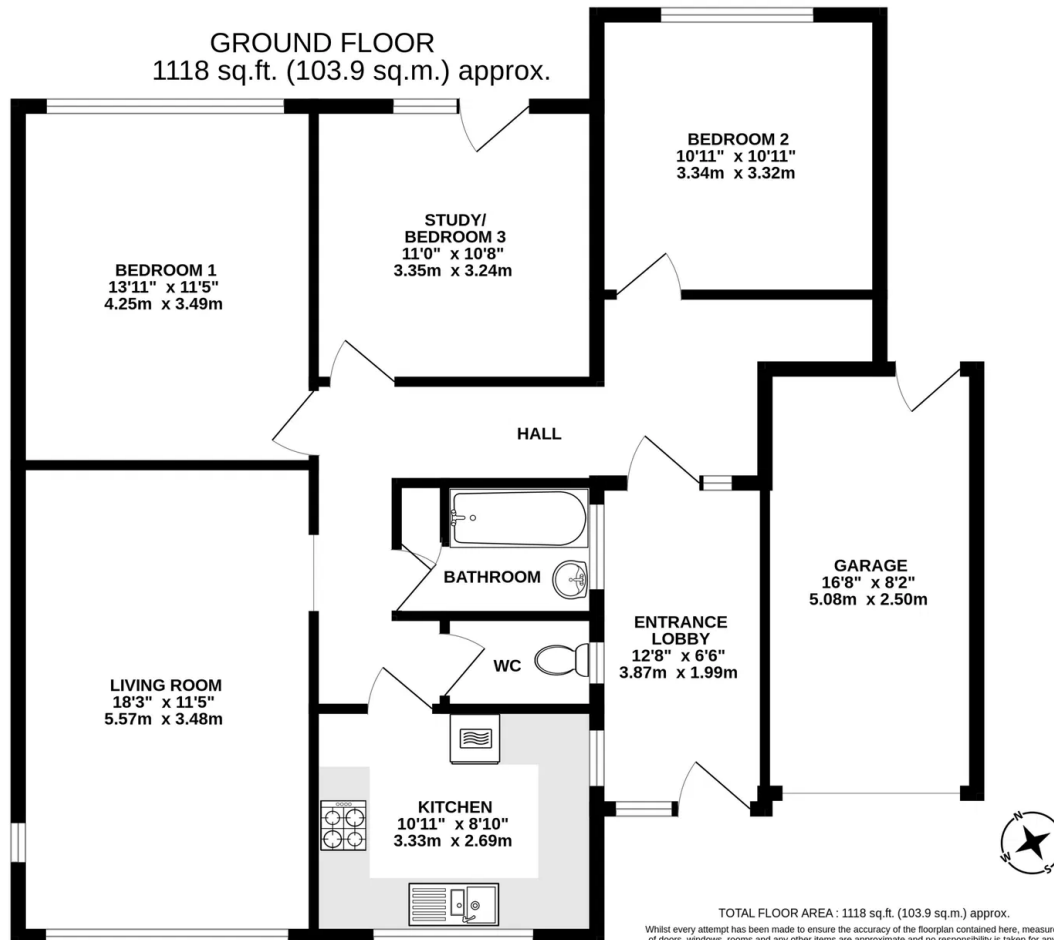 GROUND FLOOR
1118 sq.ft. (103.9 sq.m.) approx.
BEDROOM 2
10'11" x 10'11"
3.34m x 3.32m
STUDY/
BEDROOM 3
11'0" x 10'8"
3.35m x 3.24m
BEDROOM 1
13'11" x 11'5"
4.25m x 3.49m
HALL
BATHROOM
GARAGE
16'8" x 8'2"
5.08m x 2.50m
ENTRANCE
LOBBY
12'8" x 6'6"
3.87m x 1.99m
WC
LIVING ROOM
18'3" x 11'5"
5.57m x 3.48m
KITCHEN
10'11" x 8'10"
3.33m x 2.69m
N
W
S
TOTAL FLOOR AREA : 1118 sq.ft. (103.9 sq.m.) approx.
Whilst every attempt has been made to ensure the accuracy of the floorplan contained here, measure
of doors, windows, rooms and any other items are approximate and no responsibility is taken for any